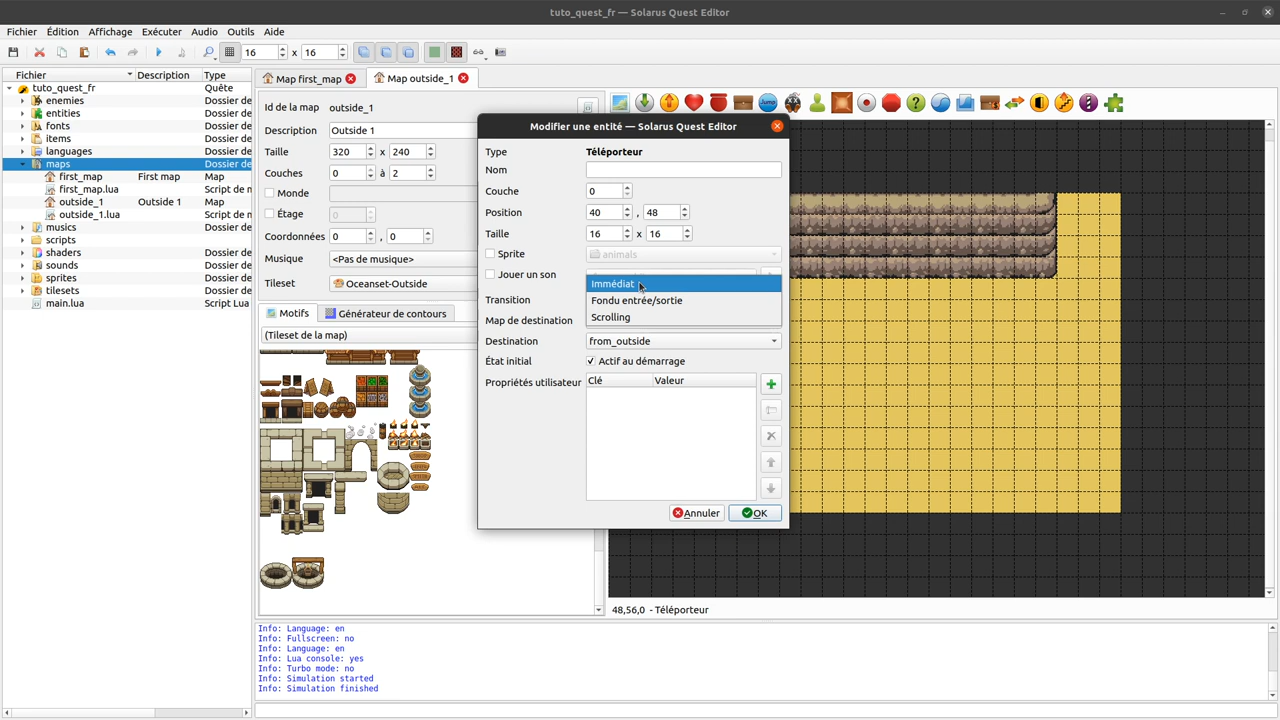 tuto_quest_fr — Solarus Quest Editor
Fichier Édition Affichage Exécuter Audio Outils Aide
16 x 16
Fichier Description Type
tuto_quest_fr Quête
enemies Dossier de
entities Dossier de
fonts Dossier de
items Dossier de
languages Dossier de
maps Dossier de
first_map First map Map
first_map.lua Script de m
outside_1 Outside 1 Map
outside_1.lua Script de m
musics Dossier de
scripts
shaders Dossier de
sounds Dossier de
sprites Dossier de
tilesets Dossier de
main.lua Script Lua
Map first_map Map outside_1
Id de la map outside_1
Description Outside 1
Taille 320 x 240
Couches 0 à 2
Monde
Étage 0
Coordonnées 0 , 0
Musique <Pas de musique>
Tileset Oceanset-Outside
Motifs Générateur de contours
(Tileset de la map)
Jump
Modifier une entité — Solarus Quest Editor
Type Téléporteur
Nom
Couche 0
Position 40 , 48
Taille 16 x 16
Sprite animals
Jouer un son
Immédiat
Transition Fondu entrée/sortie
Map de destination Scrolling
Destination from_outside
État initial Actif au démarrage
Propriétés utilisateur Clé Valeur
Annuler OK
48,56,0 - Téléporteur
Info: Language: en
Info: Fullscreen: no
Info: Language: en
Info: Lua console: yes
Info: Turbo mode: no
Info: Simulation started
Info: Simulation finished